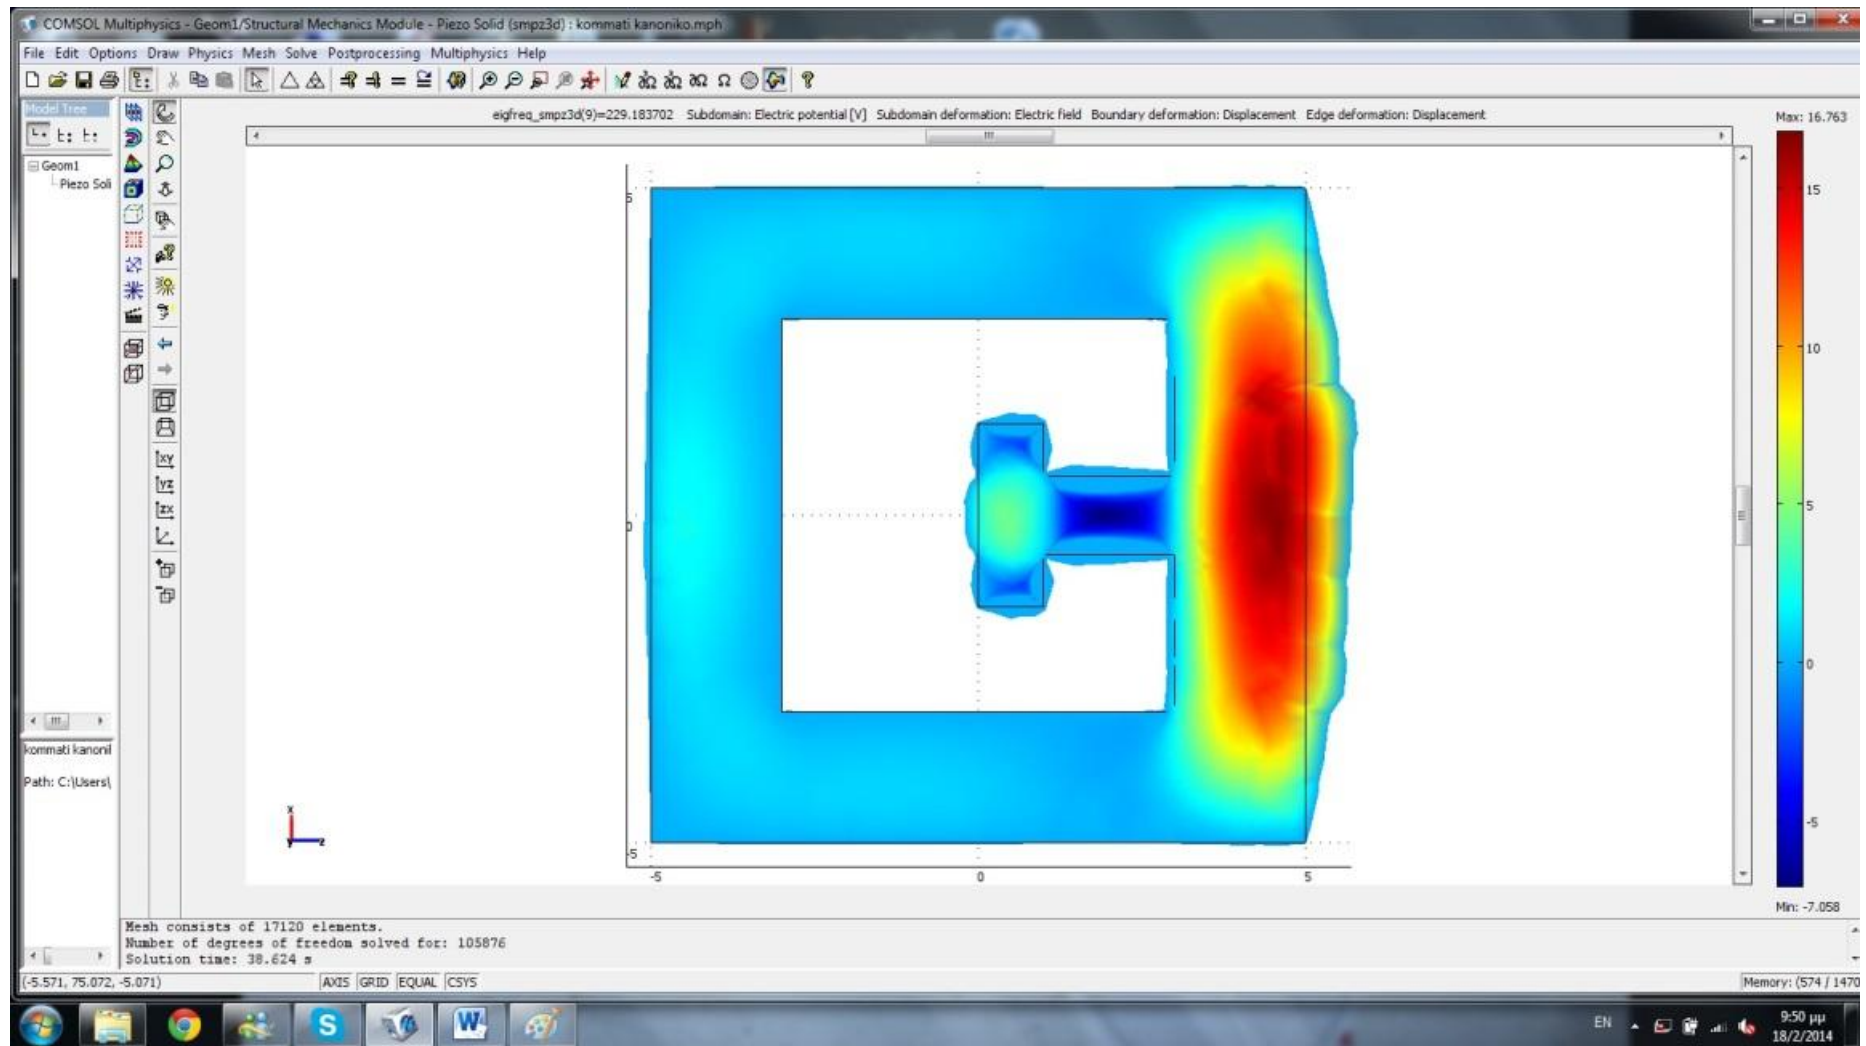 COMSOL Multiphysics - Geom1/Structural Mechanics Module - Piezo Solid (smpz3d) : kommati kanoniko.mph
File Edit Options Draw Physics Mesh Solve Postprocessing Multiphysics Help
Model Tree
Geom1
Piezo Soli
eigfreq_smpz3d(9)=229.183702 Subdomain: Electric potential [V] Subdomain deformation: Electric field Boundary deformation: Displacement Edge deformation: Displacement
Max: 16.763
15
10
5
0
-5
Min: -7.058
5
0
-5
-5
0
5
x
y
z
xy
yz
zx
kommati kanonil
Path: C:\Users\
Mesh consists of 17120 elements.
Number of degrees of freedom solved for: 105876
Solution time: 38.624 s
(-5.571, 75.072, -5.071)
AXIS GRID EQUAL CSYS
Memory: (574 / 1470
EN
9:50 μμ
18/2/2014